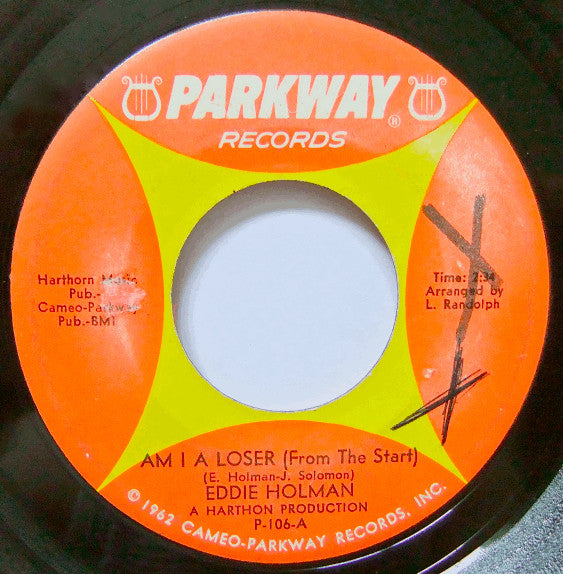 PARKWAY®
RECORDS
Harthorn Music
Pub.-
Cameo-Parkway
Pub.-BMI
Time: 2:34
Arranged by
L. Randolph
AM I A LOSER (From The Start)
(E. Holman-J. Solomon)
EDDIE HOLMAN
A HARTHON PRODUCTION
P-106-A
© 1962 CAMEO-PARKWAY RECORDS, INC.